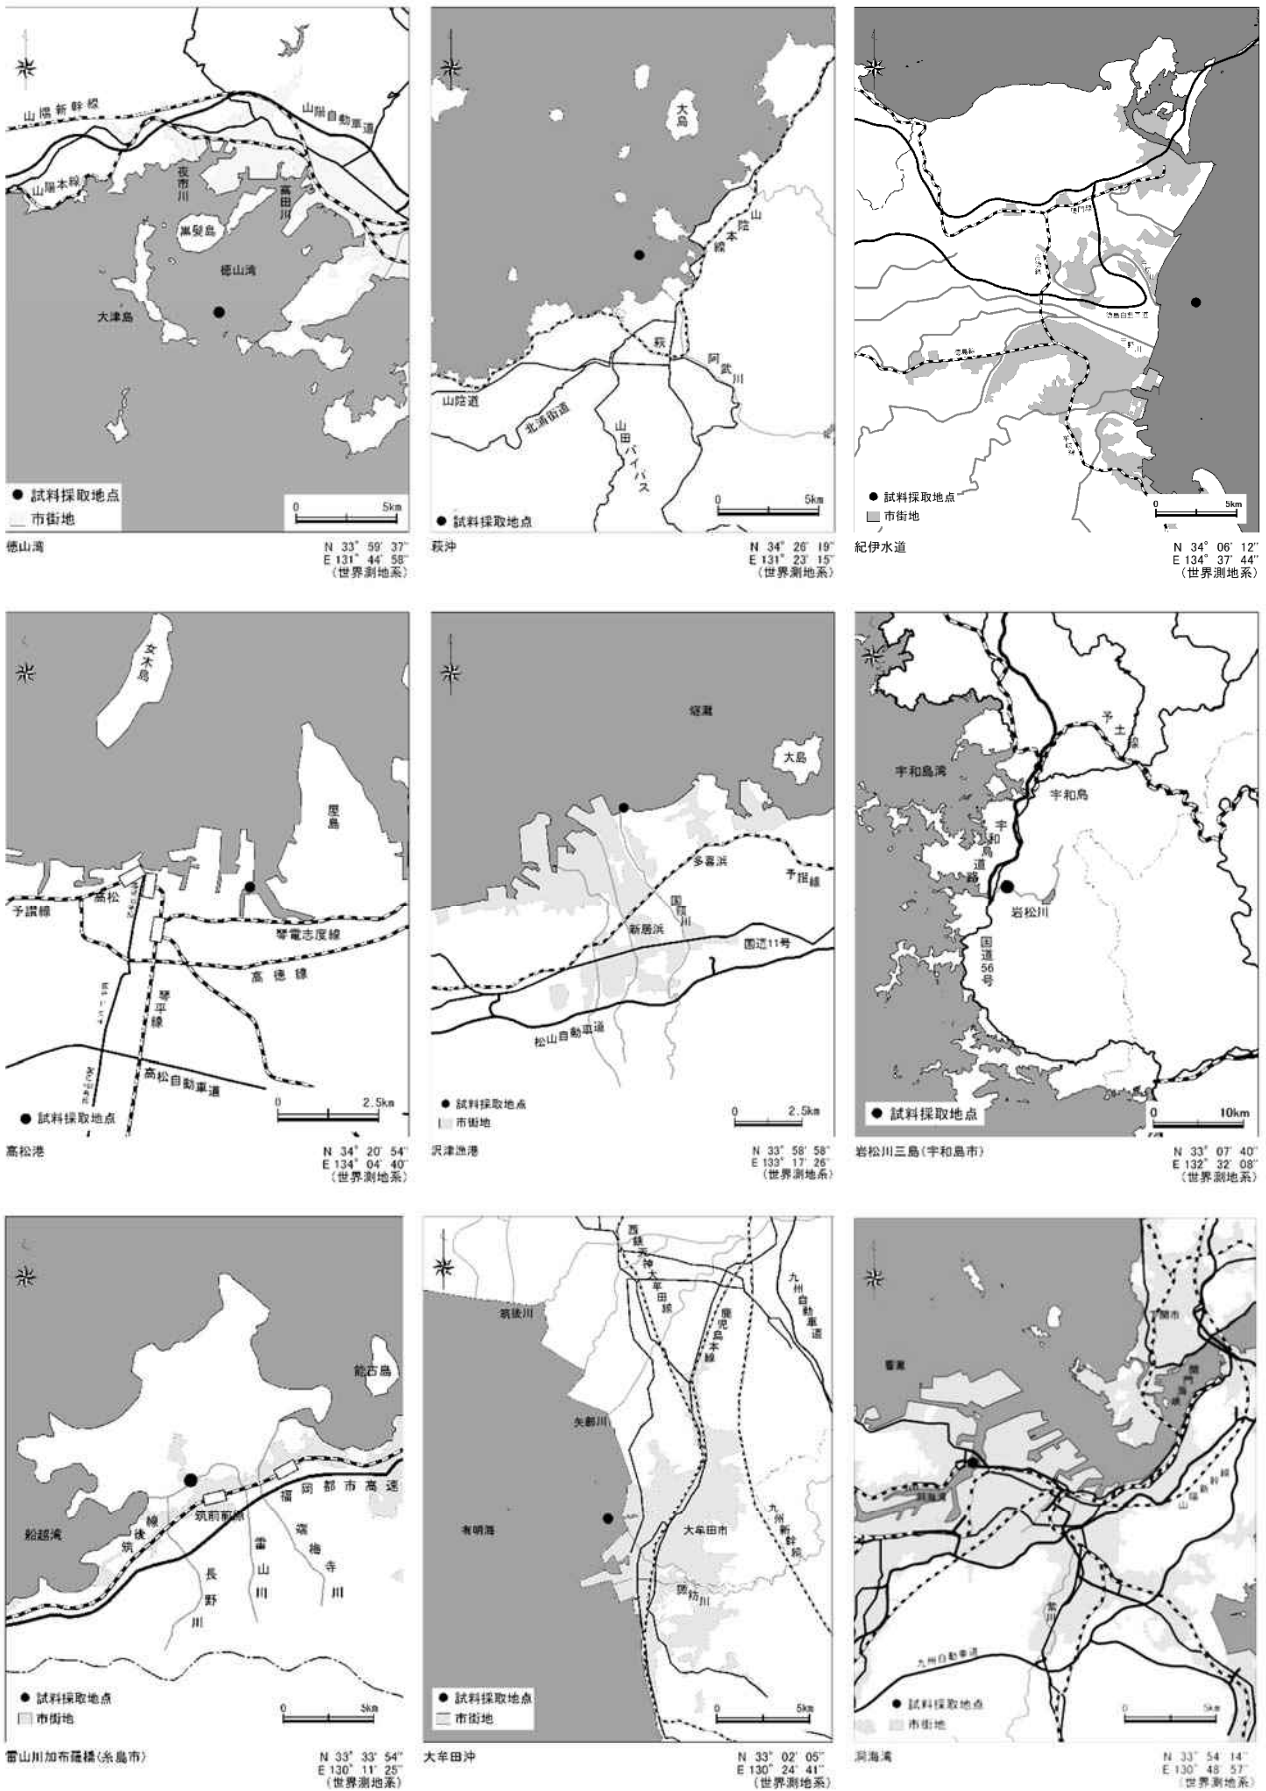 山陽新幹線
山陽自動車道
山陽本線
夜市川
富田川
黒髪島
徳山湾
大津島
● 試料採取地点
市街地
0 5km
徳山湾
N 33° 59′ 37″
E 131° 44′ 58″
(世界測地系)
大島
山陰本線
萩
阿武川
山陰道
北浦街道
山田バイパス
● 試料採取地点
0 5km
萩沖
N 34° 26′ 19″
E 131° 23′ 15″
(世界測地系)
● 試料採取地点
市街地
0 5km
紀伊水道
N 34° 06′ 12″
E 134° 37′ 44″
(世界測地系)
女木島
屋島
高松
予讃線
琴電志度線
高徳線
琴平線
高松自動車道
● 試料採取地点
0 2.5km
高松港
N 34° 20′ 54″
E 134° 04′ 40″
(世界測地系)
燧灘
大島
多喜浜
予讃線
国領川
新居浜
国道11号
松山自動車道
● 試料採取地点
市街地
0 2.5km
沢津漁港
N 33° 58′ 58″
E 133° 17′ 26″
(世界測地系)
予土線
宇和島湾
宇和島
宇和島道路
岩松川
国道56号
● 試料採取地点
0 10km
岩松川三島(宇和島市)
N 33° 07′ 40″
E 132° 32′ 08″
(世界測地系)
能古島
船越湾
筑前前原
福岡都市高速
筑後線
長野川
雷山川
瑞梅寺川
● 試料採取地点
市街地
0 5km
雷山川加布羅橋(糸島市)
N 33° 33′ 54″
E 130° 11′ 25″
(世界測地系)
西鉄天神大牟田線
九州自動車道
筑後川
鹿児島本線
矢部川
有明海
大牟田市
九州新幹線
諏訪川
● 試料採取地点
市街地
0 5km
大牟田沖
N 33° 02′ 05″
E 130° 24′ 41″
(世界測地系)
下関市
響灘
関門海峡
洞海湾
山陽新幹線
紫川
九州自動車道
● 試料採取地点
市街地
0 5km
洞海湾
N 33° 54′ 14″
E 130° 48′ 57″
(世界測地系)